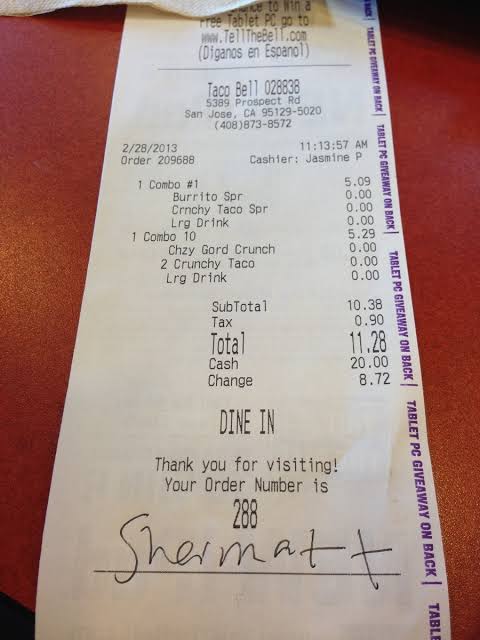 Chance to Win a
Free Tablet PC go to
www.TellTheBell.com
(Díganos en Español)
Taco Bell 028838
5389 Prospect Rd
San Jose, CA 95129-5020
(408)873-8572
2/28/2013 11:13:57 AM
Order 209688 Cashier: Jasmine P
1 Combo #1 5.09
Burrito Spr 0.00
Crnchy Taco Spr 0.00
Lrg Drink 0.00
1 Combo 10 5.29
Chzy Gord Crunch 0.00
2 Crunchy Taco 0.00
Lrg Drink 0.00
SubTotal 10.38
Tax 0.90
Total 11.28
Cash 20.00
Change 8.72
DINE IN
Thank you for visiting!
Your Order Number is
288
Shermatt
BACK |
TABLET PC GIVEAWAY ON BACK |
TABLET PC GIVEAWAY ON BACK |
TABLET PC GIVEAWAY ON BACK |
TABLET PC GIVEAWAY ON BACK |
TABL